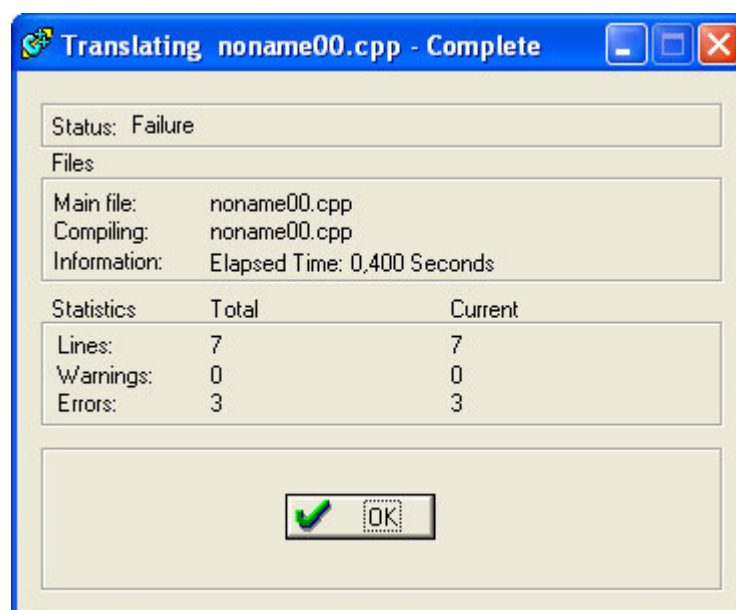 Translating noname00.cpp - Complete
Status: Failure
Files
Main file: noname00.cpp
Compiling: noname00.cpp
Information: Elapsed Time: 0,400 Seconds
Statistics Total Current
Lines: 7 7
Warnings: 0 0
Errors: 3 3
OK